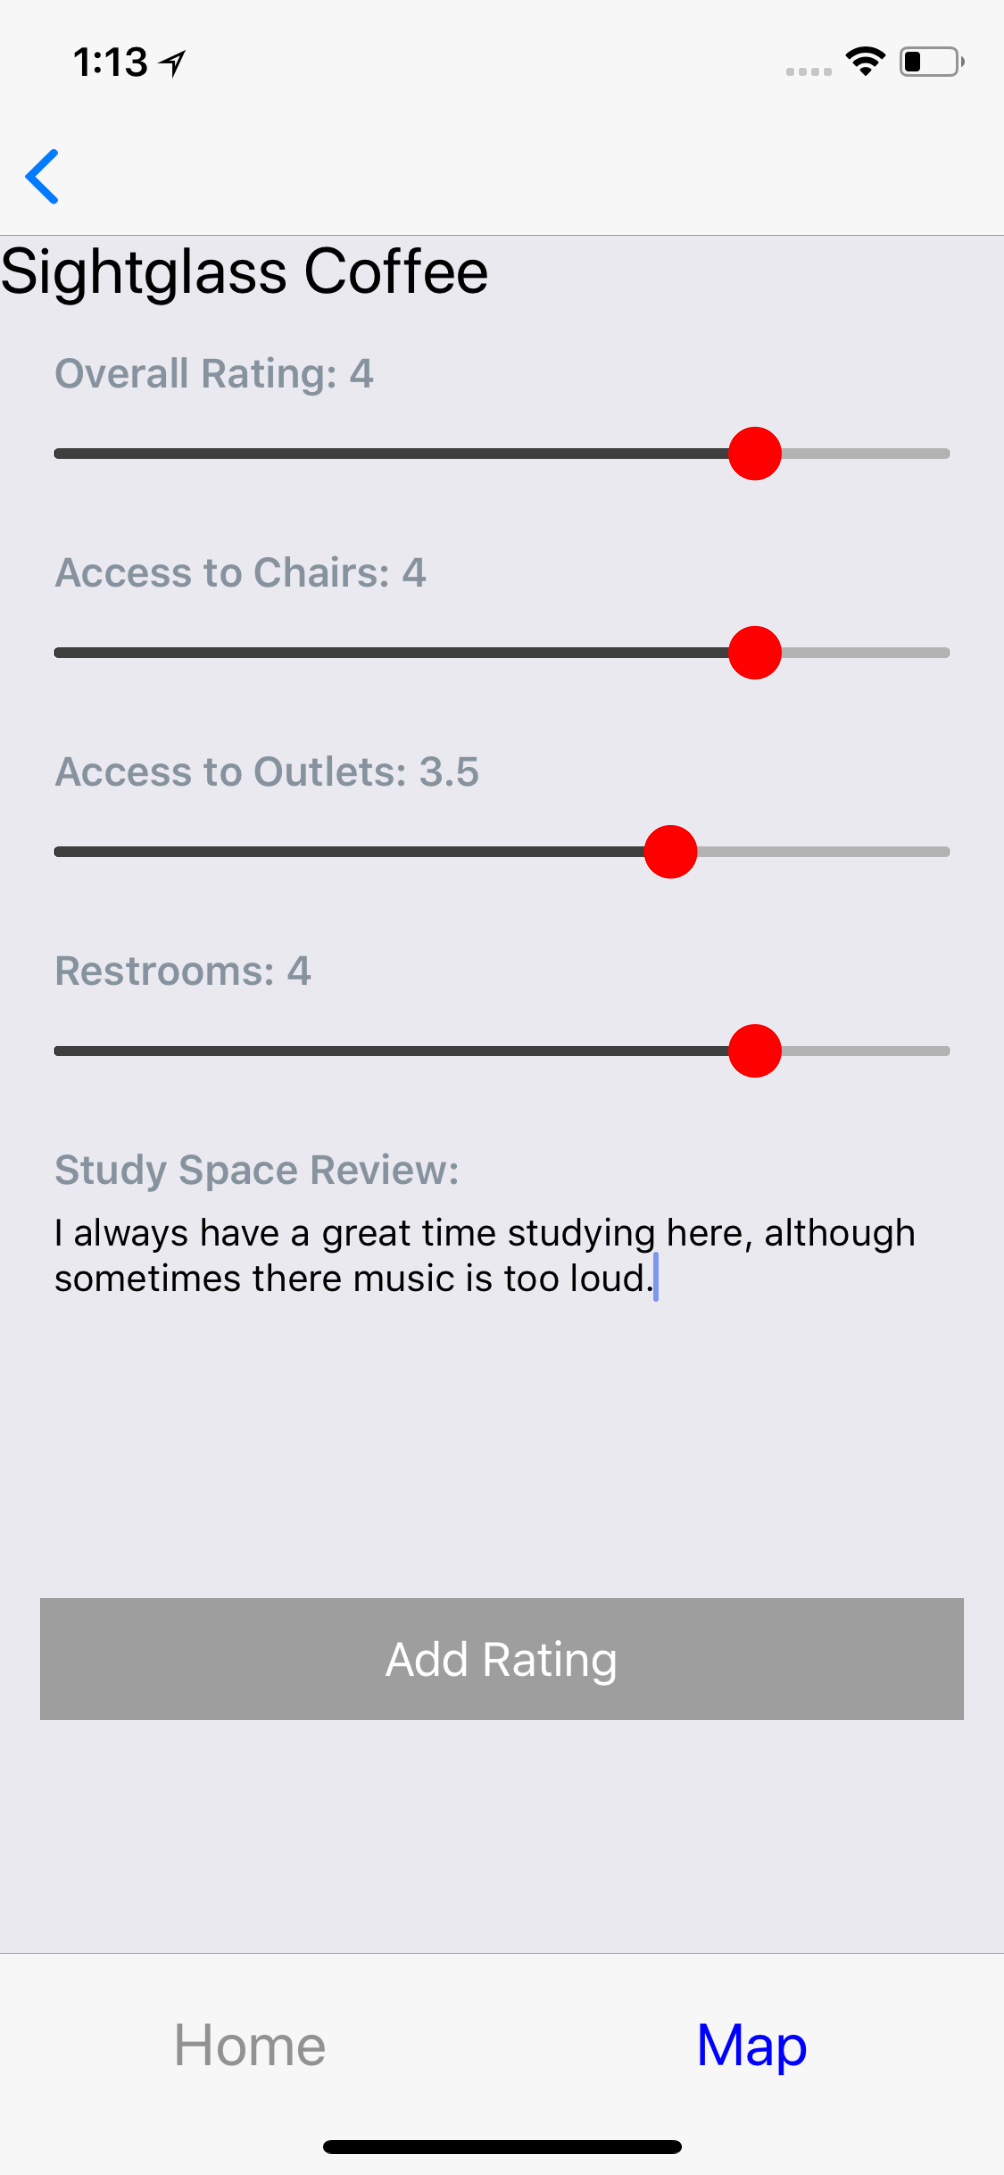 1:13
Sightglass Coffee
Overall Rating: 4
Access to Chairs: 4
Access to Outlets: 3.5
Restrooms: 4
Study Space Review:
I always have a great time studying here, although
sometimes there music is too loud.
Add Rating
Home
Map